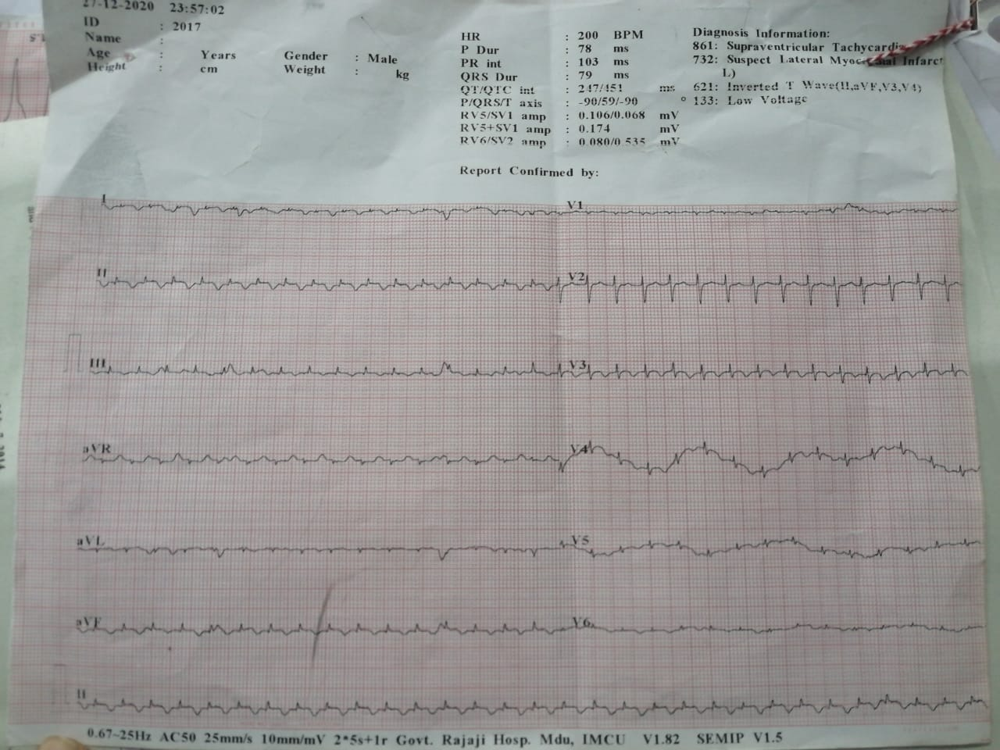 27-12-2020 23:57:02
ID : 2017
Name :
Age : Years Gender : Male
Height : cm Weight : kg
HR : 200 BPM
P Dur : 78 ms
PR int : 103 ms
QRS Dur : 79 ms
QT/QTC int : 247/451 ms
P/QRS/T axis : -90/59/-90 °
RV5/SV1 amp : 0.106/0.068 mV
RV5+SV1 amp : 0.174 mV
RV6/SV2 amp : 0.080/0.535 mV
Report Confirmed by:
Diagnosis Information:
861: Supraventricular Tachycardia
732: Suspect Lateral Myocardial Infarct
L)
621: Inverted T Wave(II,aVF,V3,V4)
133: Low Voltage
I V1
II V2
III V3
aVR V4
aVL V5
aVF V6
II
0.67~25Hz AC50 25mm/s 10mm/mV 2*5s+1r Govt. Rajaji Hosp. Mdu, IMCU V1.82 SEMIP V1.5